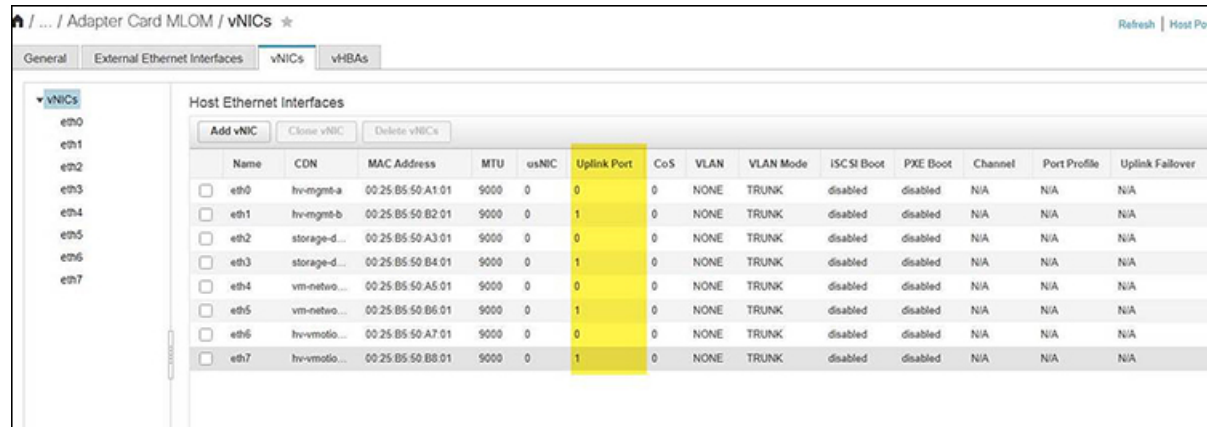 / ... / Adapter Card MLOM / vNICs
Refresh | Host Po
General External Ethernet Interfaces vNICs vHBAs
vNICs
eth0
eth1
eth2
eth3
eth4
eth5
eth6
eth7
Host Ethernet Interfaces
Add vNIC Clone vNIC Delete vNICs
Name CDN MAC Address MTU usNIC Uplink Port CoS VLAN VLAN Mode iSCSI Boot PXE Boot Channel Port Profile Uplink Failover
eth0 hv-mgmt-a 00:25:B5:50:A1:01 9000 0 0 0 NONE TRUNK disabled disabled N/A N/A N/A
eth1 hv-mgmt-b 00:25:B5:50:B2:01 9000 0 1 0 NONE TRUNK disabled disabled N/A N/A N/A
eth2 storage-d... 00:25:B5:50:A3:01 9000 0 0 0 NONE TRUNK disabled disabled N/A N/A N/A
eth3 storage-d... 00:25:B5:50:B4:01 9000 0 1 0 NONE TRUNK disabled disabled N/A N/A N/A
eth4 vm-netwo... 00:25:B5:50:A5:01 9000 0 0 0 NONE TRUNK disabled disabled N/A N/A N/A
eth5 vm-netwo... 00:25:B5:50:B6:01 9000 0 1 0 NONE TRUNK disabled disabled N/A N/A N/A
eth6 hv-vmotio... 00:25:B5:50:A7:01 9000 0 0 0 NONE TRUNK disabled disabled N/A N/A N/A
eth7 hv-vmotio... 00:25:B5:50:B8:01 9000 0 1 0 NONE TRUNK disabled disabled N/A N/A N/A